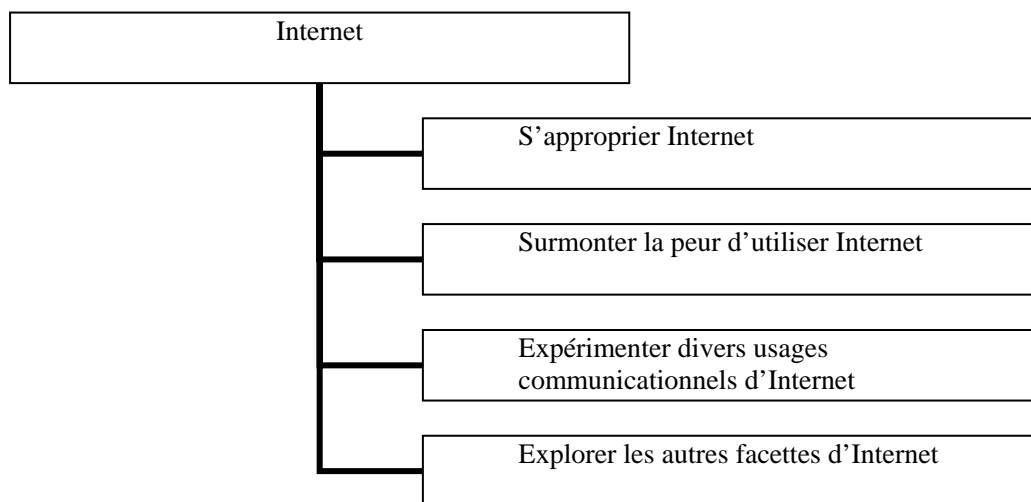 Internet
S’approprier Internet
Surmonter la peur d’utiliser Internet
Expérimenter divers usages
communicationnels d’Internet
Explorer les autres facettes d’Internet